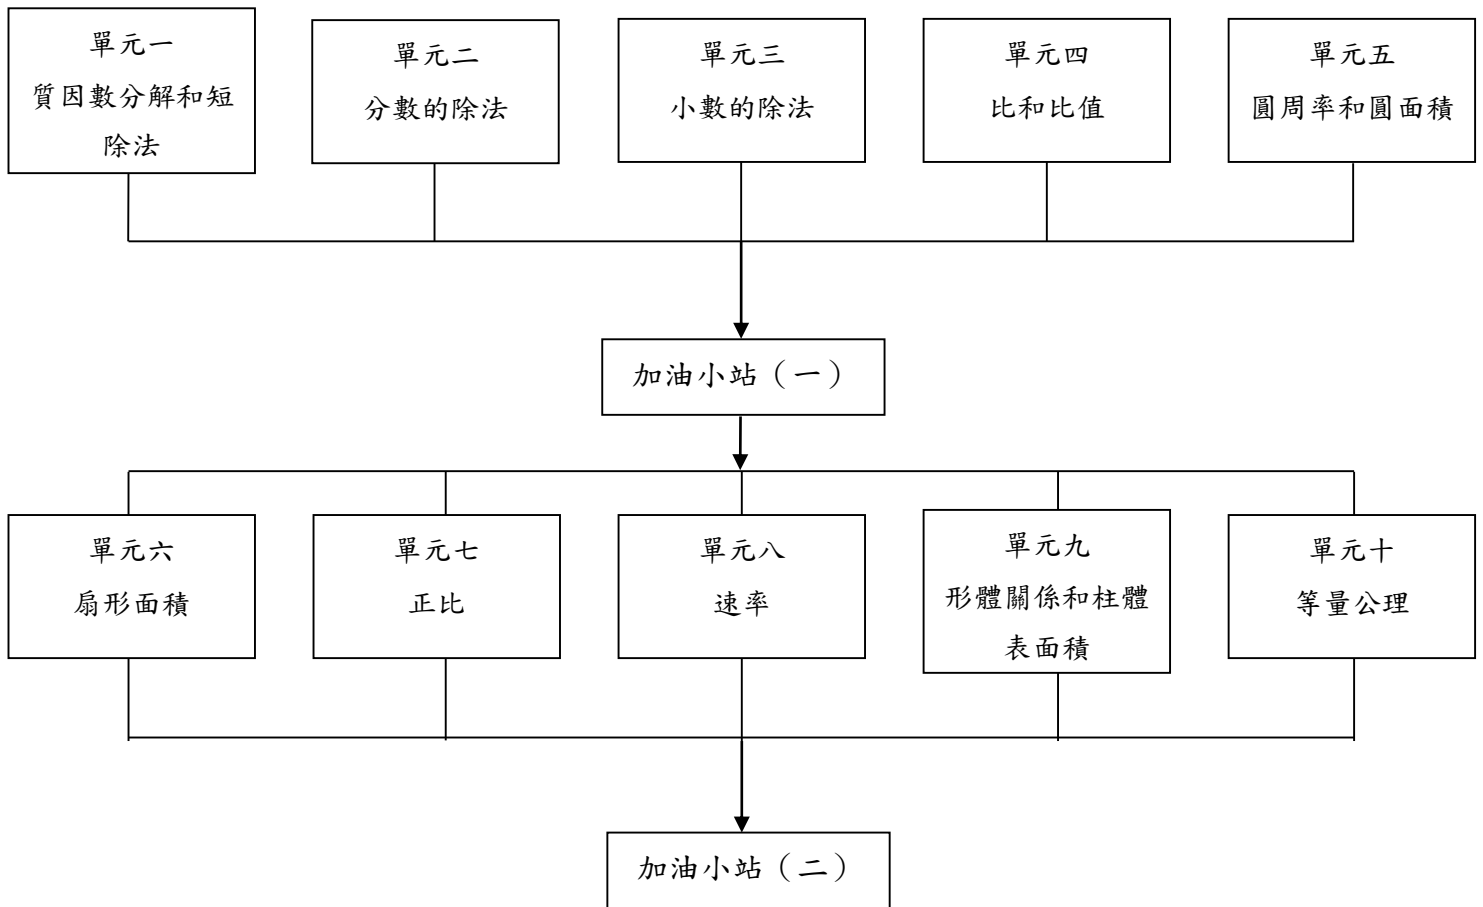 單元一
質因數分解和短
除法
單元二
分數的除法
單元三
小數的除法
單元四
比和比值
單元五
圓周率和圓面積
加油小站（一）
單元六
扇形面積
單元七
正比
單元八
速率
單元九
形體關係和柱體
表面積
單元十
等量公理
加油小站（二）